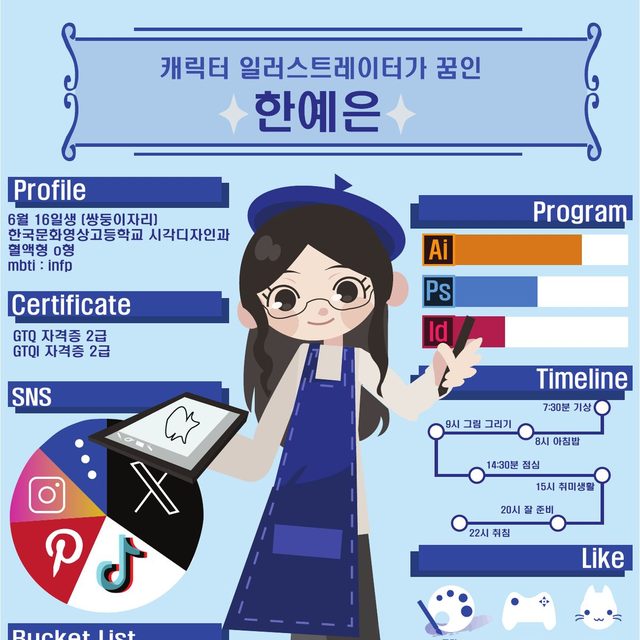 캐릭터 일러스트레이터가 꿈인
한예은
Profile
6월 16일생 (쌍둥이자리)
한국문화영상고등학교 시각디자인과
혈액형 o형
mbti : infp
Certificate
GTQ 자격증 2급
GTQI 자격증 2급
SNS
Bucket List
Program
Ai
Ps
Id
Timeline
7:30분 기상
8시 아침밥
9시 그림 그리기
14:30분 점심
15시 취미생활
20시 잘 준비
22시 취침
Like